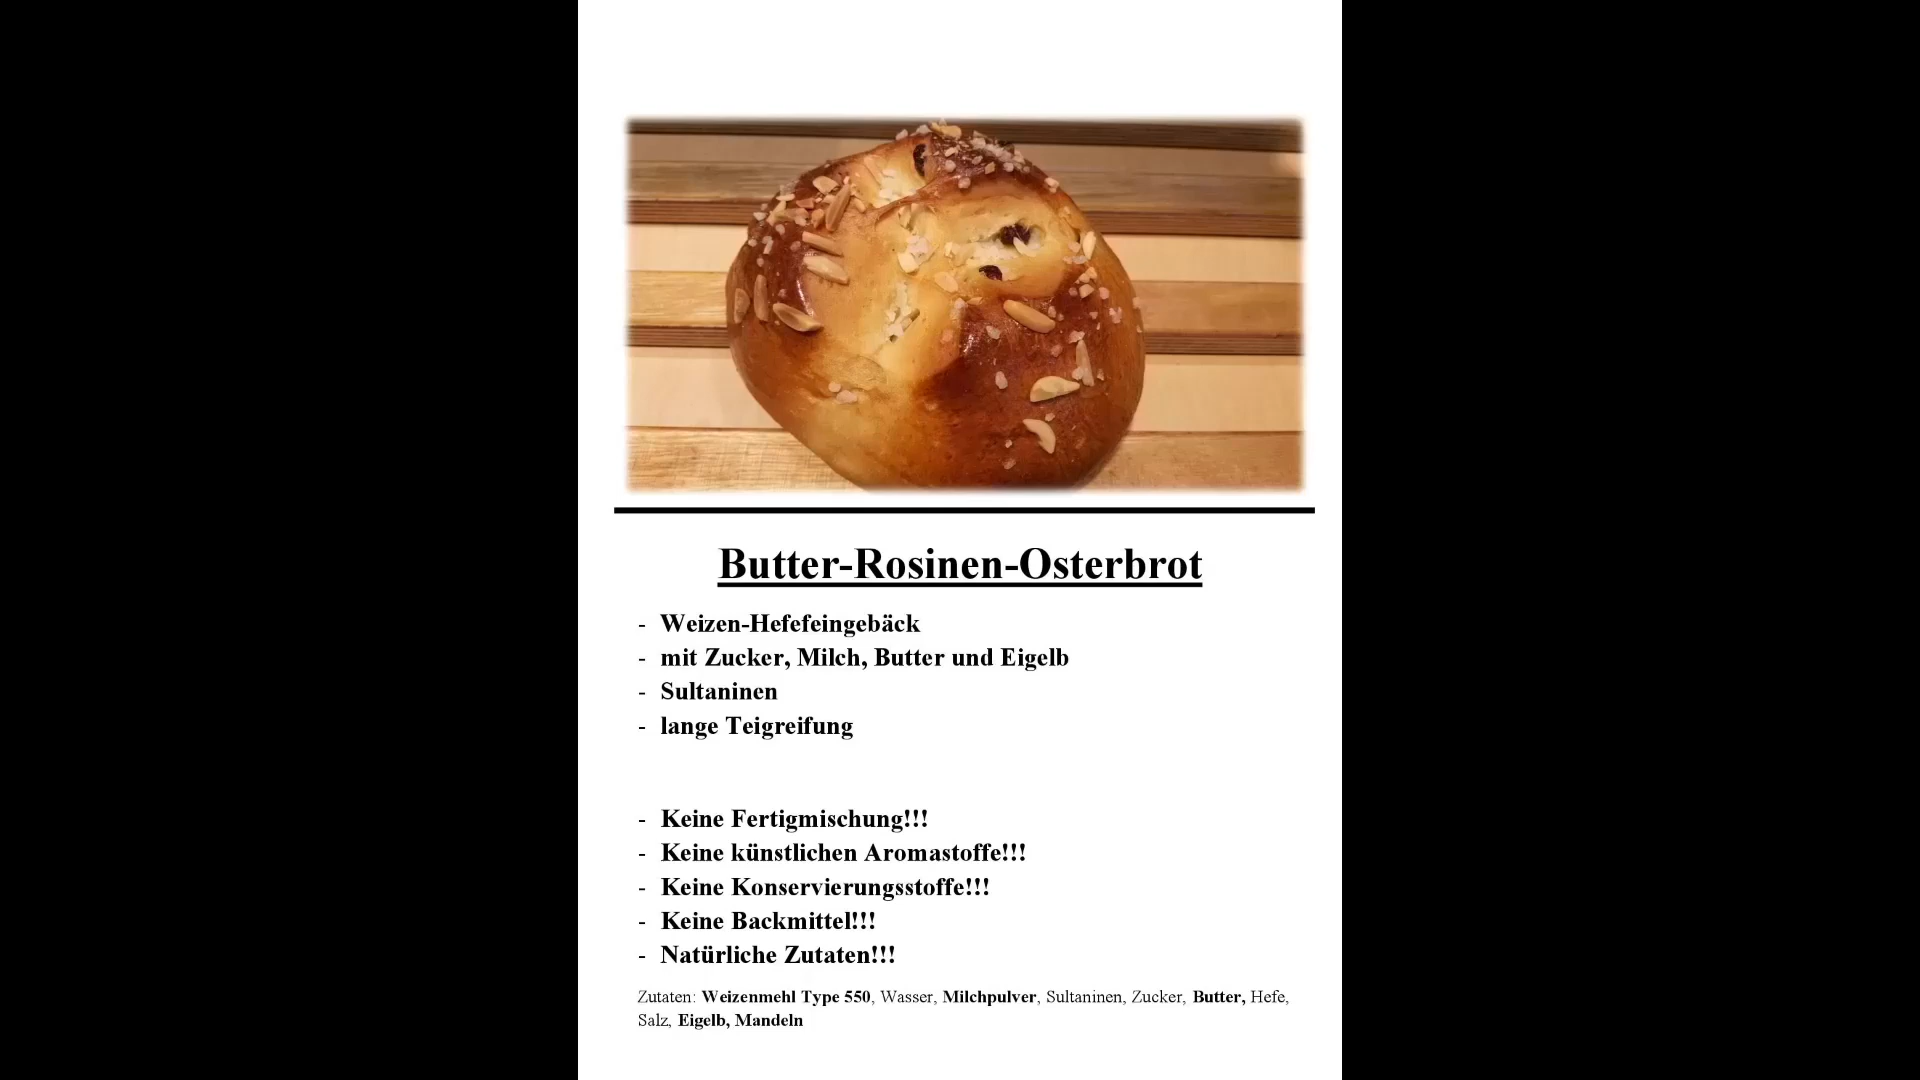 Butter-Rosinen-Osterbrot
- Weizen-Hefefeingebäck
- mit Zucker, Milch, Butter und Eigelb
- Sultaninen
- lange Teigreifung
- Keine Fertigmischung!!!
- Keine künstlichen Aromastoffe!!!
- Keine Konservierungsstoffe!!!
- Keine Backmittel!!!
- Natürliche Zutaten!!!
Zutaten: Weizenmehl Type 550, Wasser, Milchpulver, Sultaninen, Zucker, Butter, Hefe,
Salz, Eigelb, Mandeln